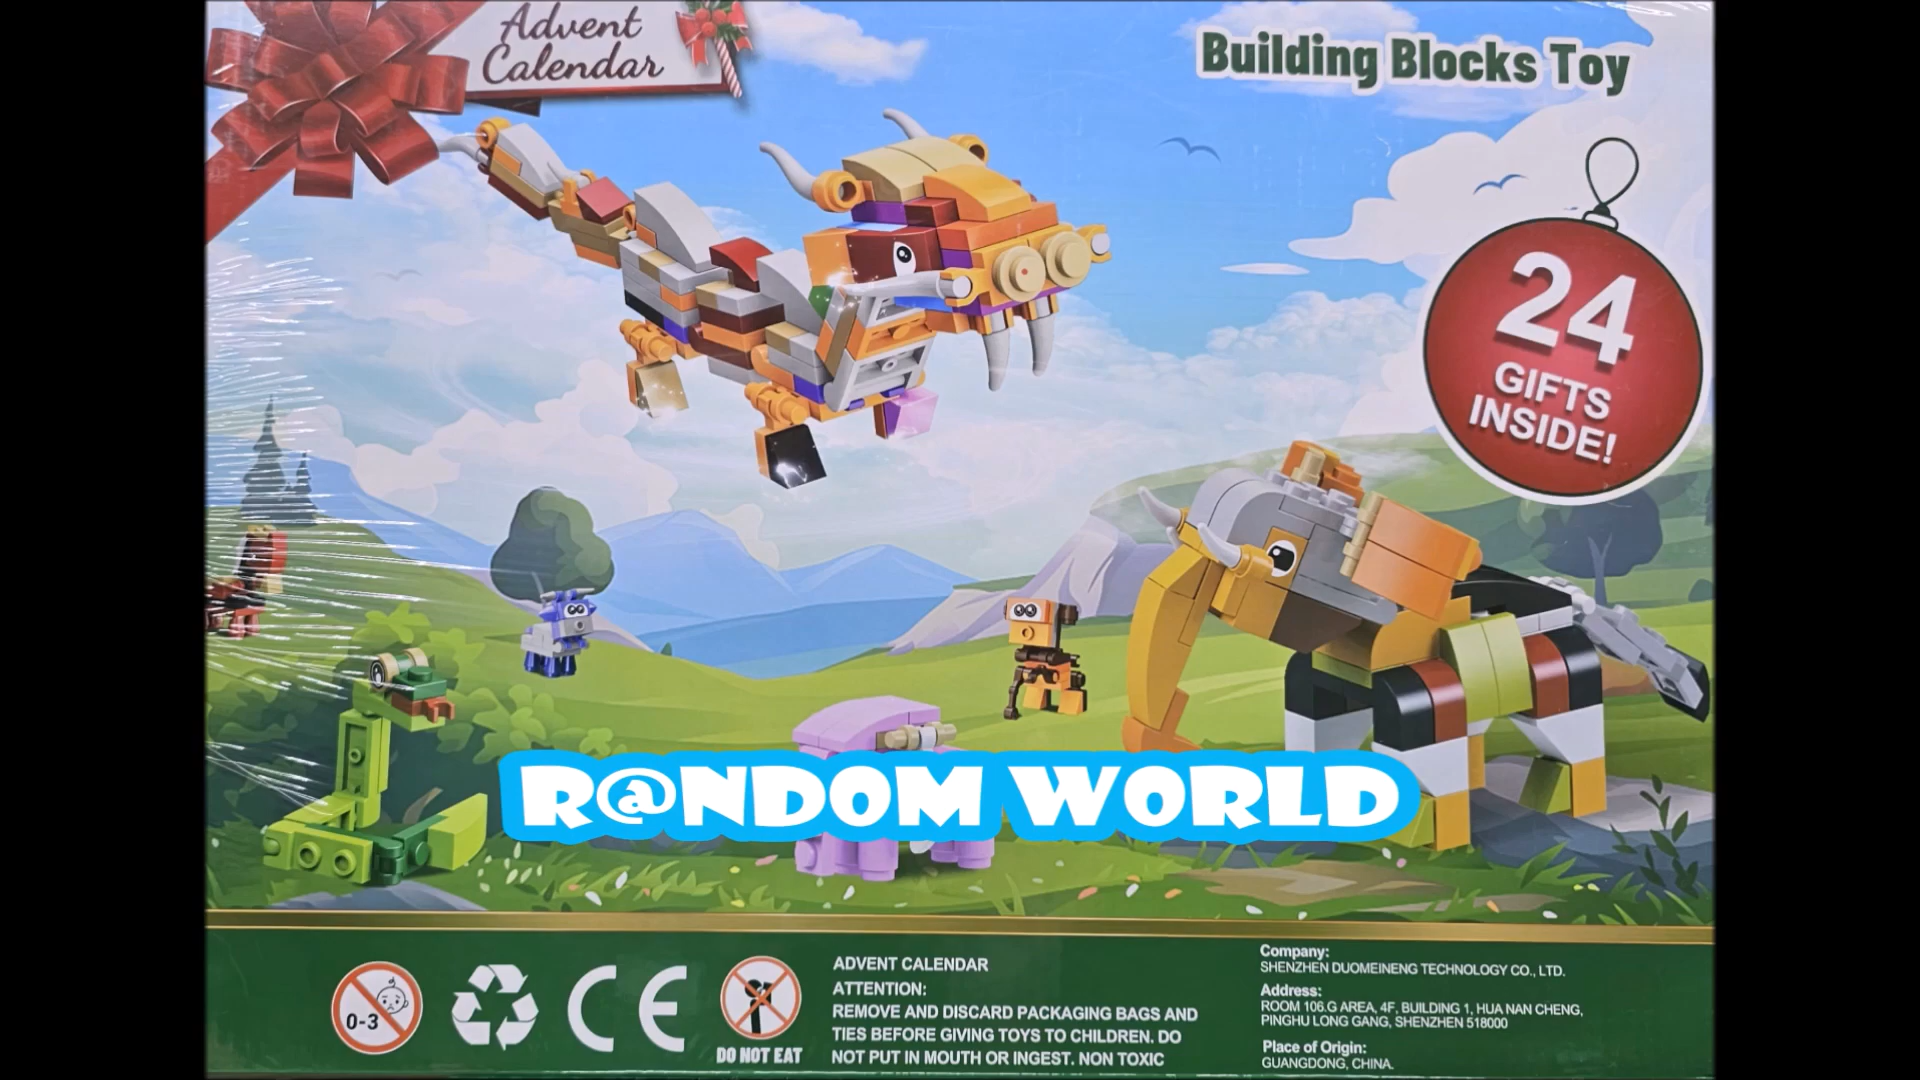 Advent
Calendar
Building Blocks Toy
24
GIFTS
INSIDE!
R@NDOM WORLD
0-3
CE
DO NOT EAT
ADVENT CALENDAR
ATTENTION:
REMOVE AND DISCARD PACKAGING BAGS AND
TIES BEFORE GIVING TOYS TO CHILDREN. DO
NOT PUT IN MOUTH OR INGEST. NON TOXIC
Company:
SHENZHEN DUOMEINENG TECHNOLOGY CO., LTD.
Address:
ROOM 106.G AREA, 4F, BUILDING 1, HUA NAN CHENG,
PINGHU LONG GANG, SHENZHEN 518000
Place of Origin:
GUANGDONG, CHINA.